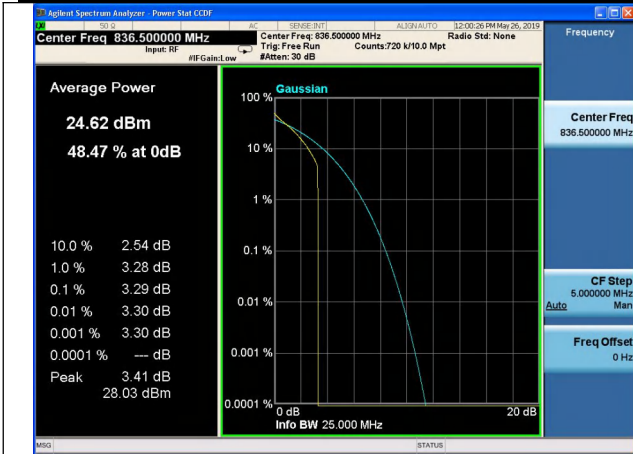 Agilent Spectrum Analyzer - Power Stat CCDF
50 Ω AC SENSE:INT ALIGN AUTO 12:00:26 PM May 26, 2019
Center Freq 836.500000 MHz
Center Freq: 836.500000 MHz Radio Std: None
Input: RF Trig: Free Run Counts:720 k/10.0 Mpt
#IFGain:Low #Atten: 30 dB
Frequency
Average Power
24.62 dBm
48.47 % at 0dB
10.0 % 2.54 dB
1.0 % 3.28 dB
0.1 % 3.29 dB
0.01 % 3.30 dB
0.001 % 3.30 dB
0.0001 % --- dB
Peak 3.41 dB
28.03 dBm
Gaussian
100 %
10 %
1 %
0.1 %
0.01 %
0.001 %
0.0001 %
0 dB 20 dB
Info BW 25.000 MHz
Center Freq
836.500000 MHz
CF Step
5.000000 MHz
Auto Man
Freq Offset
0 Hz
MSG STATUS